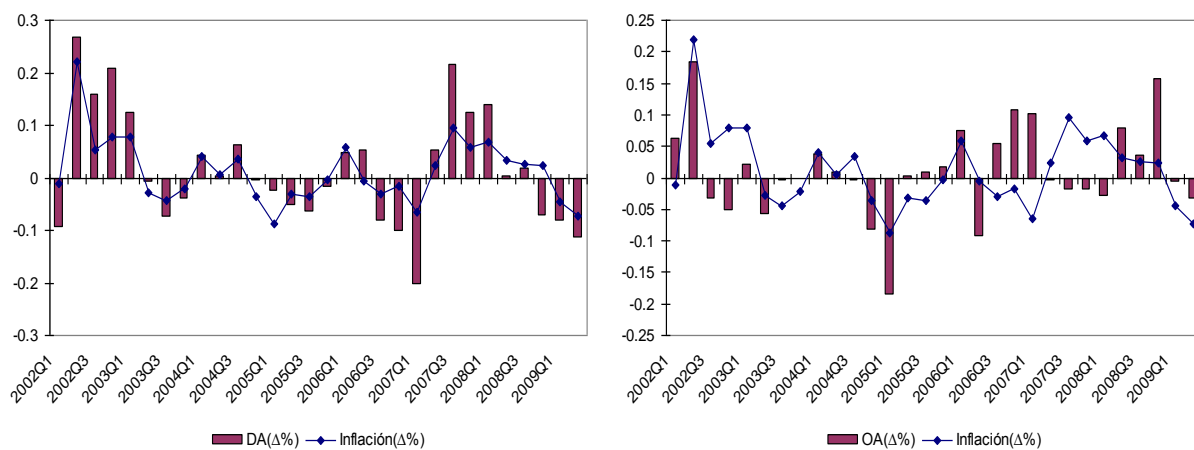 0.3
0.2
0.1
0
-0.1
-0.2
-0.3
2002Q1
2002Q3
2003Q1
2003Q3
2004Q1
2004Q3
2005Q1
2005Q3
2006Q1
2006Q3
2007Q1
2007Q3
2008Q1
2008Q3
2009Q1
DA(Δ%) Inflación(Δ%)
0.25
0.2
0.15
0.1
0.05
0
-0.05
-0.1
-0.15
-0.2
-0.25
2002Q1
2002Q3
2003Q1
2003Q3
2004Q1
2004Q3
2005Q1
2005Q3
2006Q1
2006Q3
2007Q1
2007Q3
2008Q1
2008Q3
2009Q1
OA(Δ%) Inflación(Δ%)